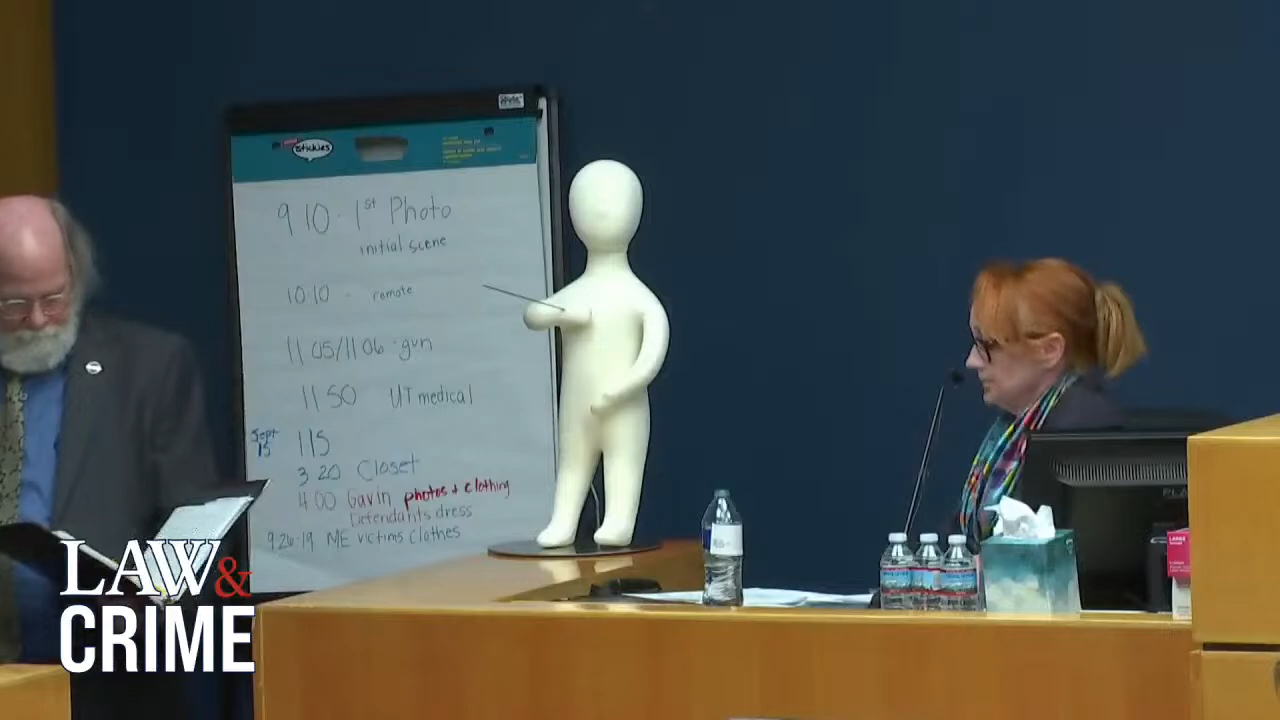 Stickies
9 10 - 1st Photo
initial scene
10:10 - remote
11 05/11 06 - gun
11 50 UT medical
Sept
15
115
3 20 Closet
4 00 Gavin photos + clothing
Defendants dress
9-26-19 ME victims clothes
LAW&
CRIME